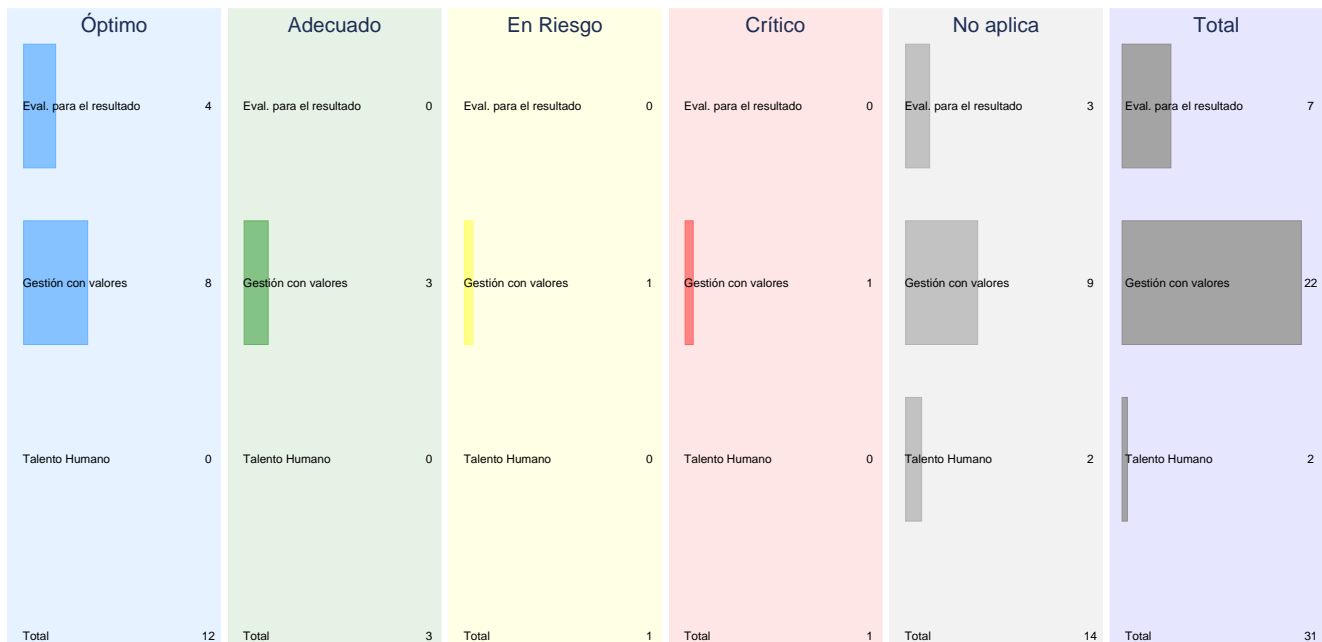 Óptimo Adecuado En Riesgo Crítico No aplica Total
Eval. para el resultado 4 Eval. para el resultado 0 Eval. para el resultado 0 Eval. para el resultado 0 Eval. para el resultado 3 Eval. para el resultado 7
Gestión con valores 8 Gestión con valores 3 Gestión con valores 1 Gestión con valores 1 Gestión con valores 9 Gestión con valores 22
Talento Humano 0 Talento Humano 0 Talento Humano 0 Talento Humano 0 Talento Humano 2 Talento Humano 2
Total 12 Total 3 Total 1 Total 1 Total 14 Total 31